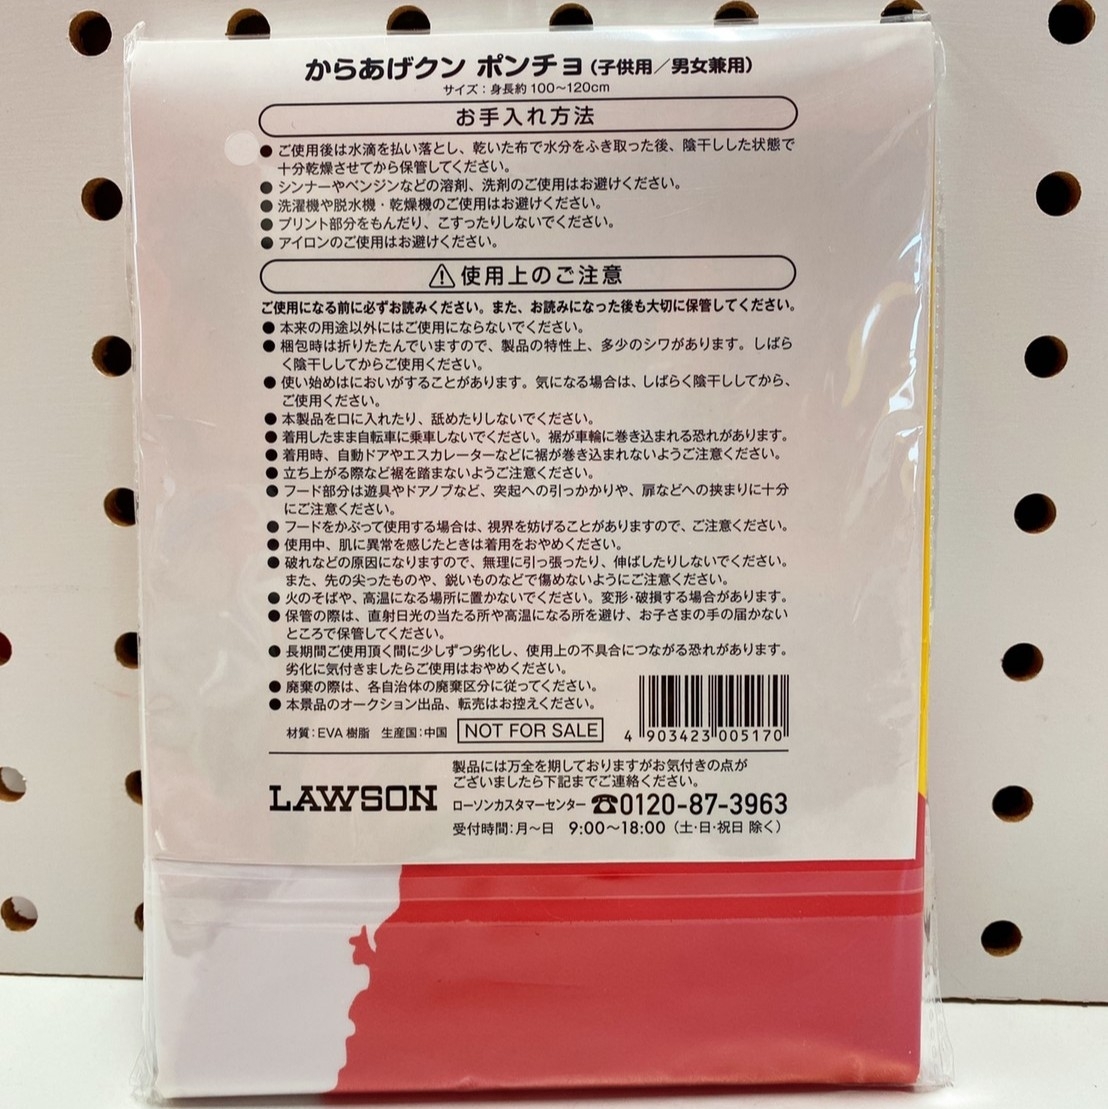 からあげクン ポンチョ(子供用/男女兼用)
サイズ:身長約100~120cm
お手入れ方法
●ご使用後は水滴を払い落とし、乾いた布で水分をふき取った後、陰干しした状態で
十分乾燥させてから保管してください。
●シンナーやベンジンなどの溶剤、洗剤のご使用はお避けください。
●洗濯機や脱水機・乾燥機のご使用はお避けください。
●プリント部分をもんだり、こすったりしないでください。
●アイロンのご使用はお避けください。
⚠使用上のご注意
ご使用になる前に必ずお読みください。また、お読みになった後も大切に保管してください。
●本来の用途以外にはご使用にならないでください。
●梱包時は折りたたんでいますので、製品の特性上、多少のシワがあります。しばら
く陰干ししてからご使用ください。
●使い始めはにおいがすることがあります。気になる場合は、しばらく陰干ししてから、
ご使用ください。
●本製品を口に入れたり、舐めたりしないでください。
●着用したまま自転車に乗車しないでください。裾が車輪に巻き込まれる恐れがあります。
●着用時、自動ドアやエスカレーターなどに裾が巻き込まれないようご注意ください。
●立ち上がる際など裾を踏まないようご注意ください。
●フード部分は遊具やドアノブなど、突起への引っかかりや、扉などへの挟まりに十分
にご注意ください。
●フードをかぶって使用する場合は、視界を妨げることがありますので、ご注意ください。
●使用中、肌に異常を感じたときは着用をおやめください。
●破れなどの原因になりますので、無理に引っ張ったり、伸ばしたりしないでください。
また、先の尖ったものや、鋭いものなどで傷めないようにご注意ください。
●火のそばや、高温になる場所に置かないでください。変形・破損する場合があります。
●保管の際は、直射日光の当たる所や高温になる所を避け、お子さまの手の届かない
ところで保管してください。
●長期間ご使用頂く間に少しずつ劣化し、使用上の不具合につながる恐れがあります。
劣化に気付きましたらご使用はおやめください。
●廃棄の際は、各自治体の廃棄区分に従ってください。
●本景品のオークション出品、転売はお控えください。
材質:EVA樹脂 生産国:中国 NOT FOR SALE
4 903423 005170
LAWSON
製品には万全を期しておりますがお気付きの点が
ございましたら下記までご連絡ください。
ローソンカスタマーセンター ☎0120-87-3963
受付時間:月~日 9:00~18:00(土・日・祝日 除く)